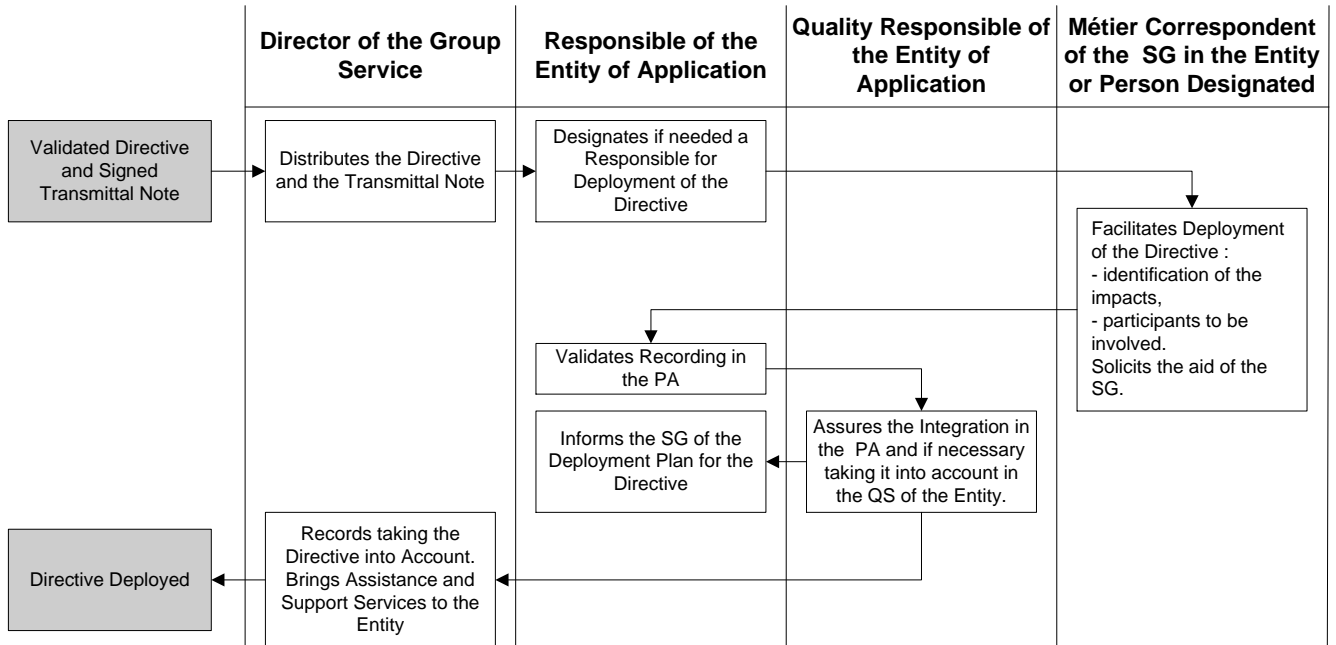 Director of the Group
Service
Responsible of the
Entity of Application
Quality Responsible of
the Entity of
Application
Métier Correspondent
of the SG in the Entity
or Person Designated
Validated Directive
and Signed
Transmittal Note
Distributes the Directive
and the Transmittal Note
Designates if needed a
Responsible for
Deployment of the
Directive
Facilitates Deployment
of the Directive :
- identification of the
impacts,
- participants to be
involved.
Solicits the aid of the
SG.
Validates Recording in
the PA
Assures the Integration in
the PA and if necessary
taking it into account in
the QS of the Entity.
Informs the SG of the
Deployment Plan for the
Directive
Records taking the
Directive into Account.
Brings Assistance and
Support Services to the
Entity
Directive Deployed